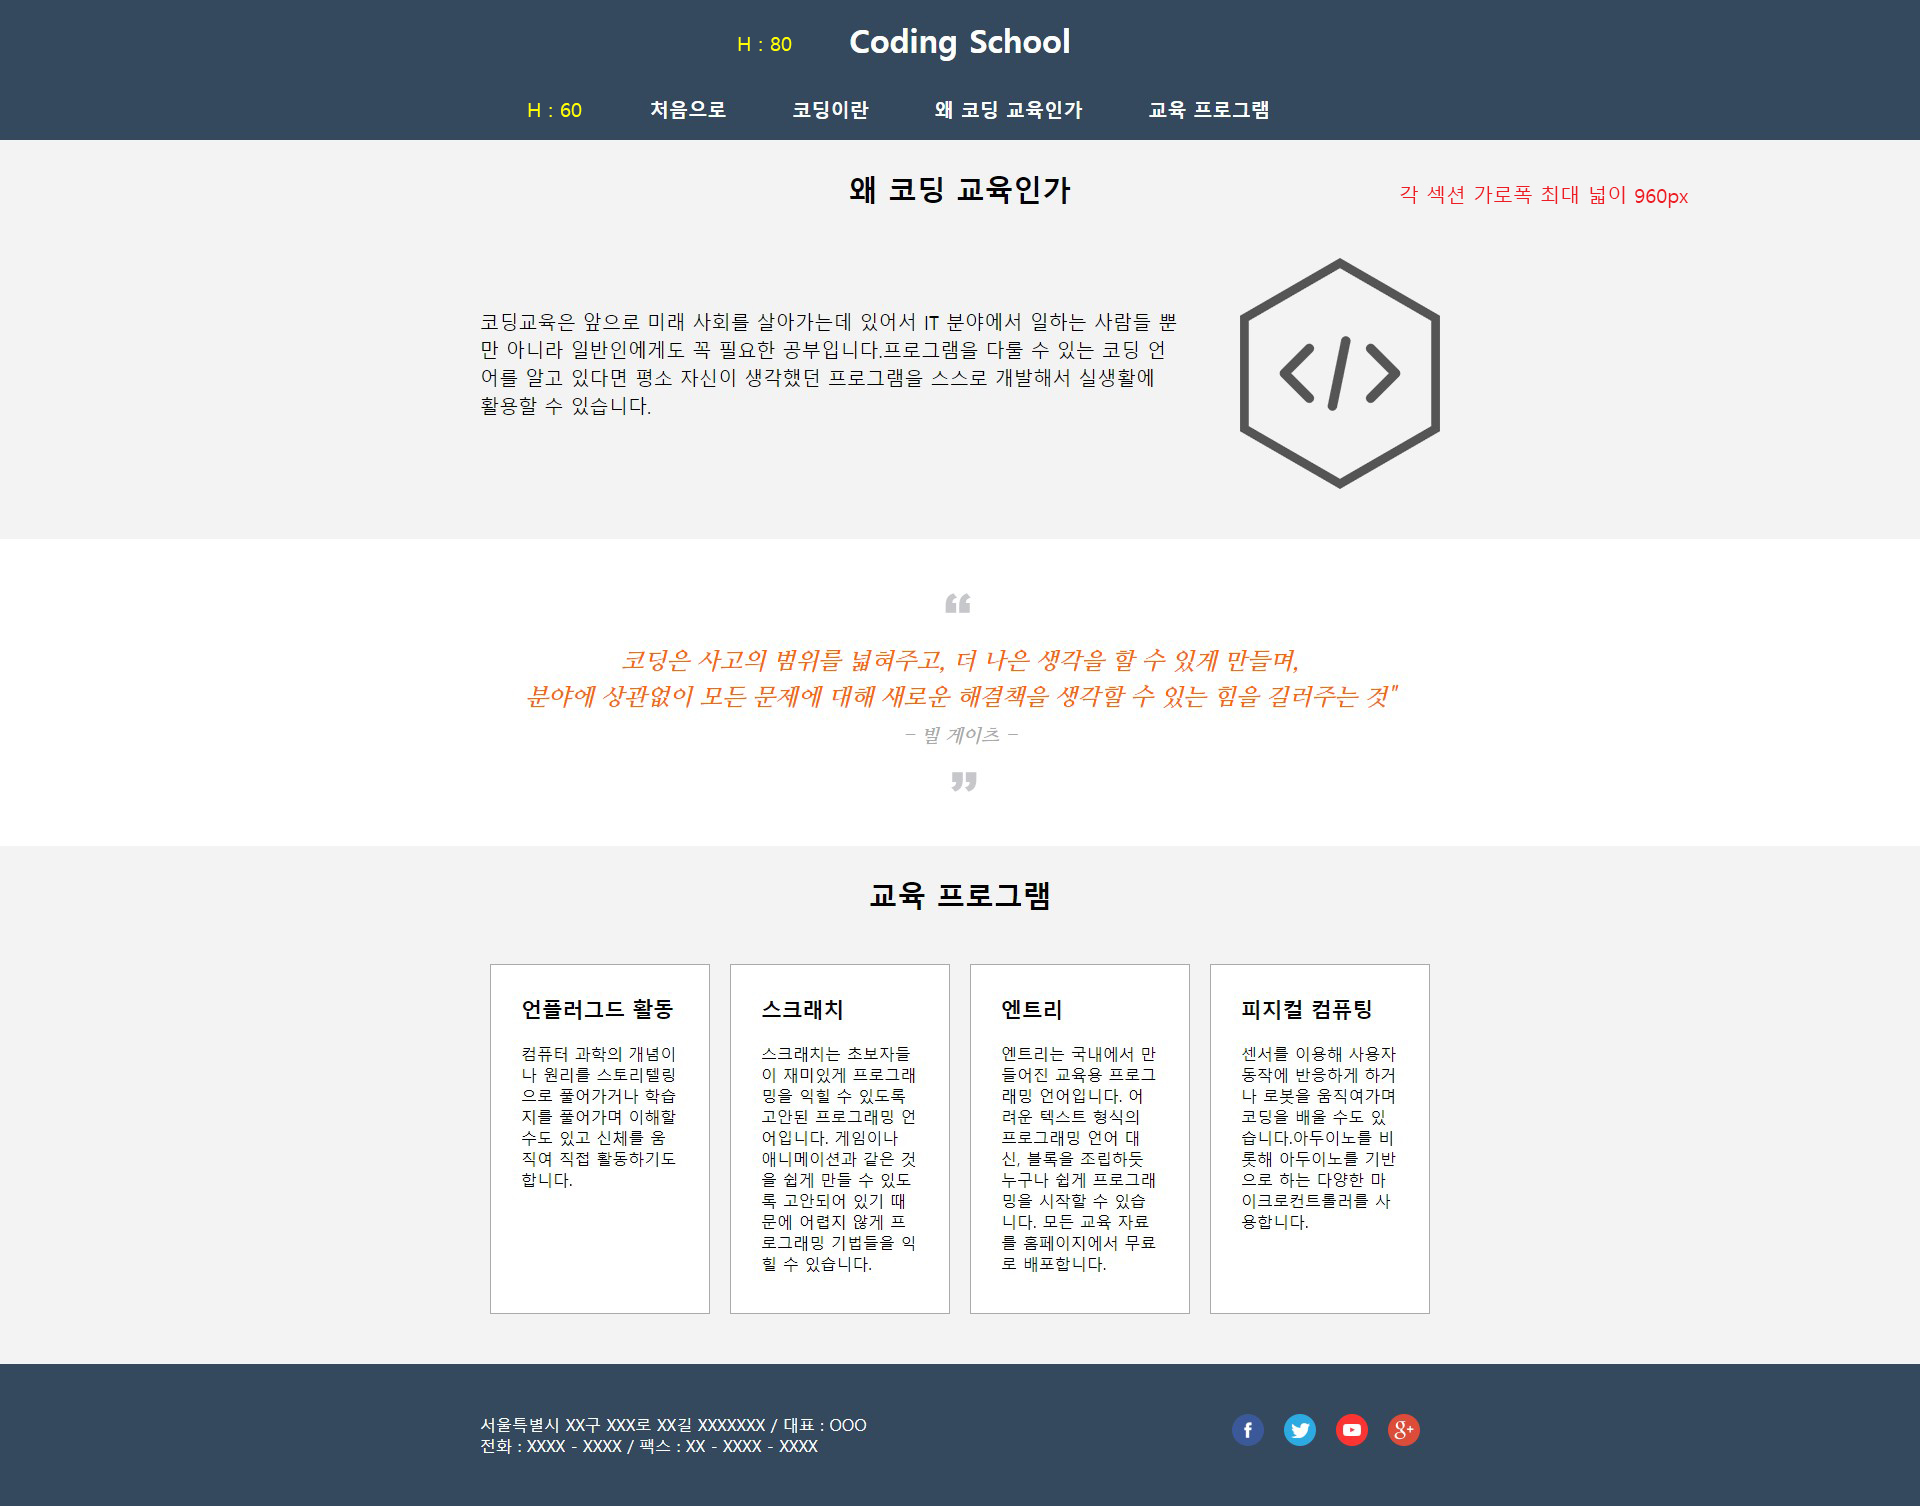 H : 80 Coding School
H : 60 처음으로 코딩이란 왜 코딩 교육인가 교육 프로그램
왜 코딩 교육인가
각 섹션 가로폭 최대 넓이 960px
코딩교육은 앞으로 미래 사회를 살아가는데 있어서 IT 분야에서 일하는 사람들 뿐
만 아니라 일반인에게도 꼭 필요한 공부입니다.프로그램을 다룰 수 있는 코딩 언
어를 알고 있다면 평소 자신이 생각했던 프로그램을 스스로 개발해서 실생활에
활용할 수 있습니다.
</>
“
코딩은 사고의 범위를 넓혀주고, 더 나은 생각을 할 수 있게 만들며,
분야에 상관없이 모든 문제에 대해 새로운 해결책을 생각할 수 있는 힘을 길러주는 것"
- 빌 게이츠 -
”
교육 프로그램
언플러그드 활동
컴퓨터 과학의 개념이
나 원리를 스토리텔링
으로 풀어가거나 학습
지를 풀어가며 이해할
수도 있고 신체를 움
직여 직접 활동하기도
합니다.
스크래치
스크래치는 초보자들
이 재미있게 프로그래
밍을 익힐 수 있도록
고안된 프로그래밍 언
어입니다. 게임이나
애니메이션과 같은 것
을 쉽게 만들 수 있도
록 고안되어 있기 때
문에 어렵지 않게 프
로그래밍 기법들을 익
힐 수 있습니다.
엔트리
엔트리는 국내에서 만
들어진 교육용 프로그
래밍 언어입니다. 어
려운 텍스트 형식의
프로그래밍 언어 대
신, 블록을 조립하듯
누구나 쉽게 프로그래
밍을 시작할 수 있습
니다. 모든 교육 자료
를 홈페이지에서 무료
로 배포합니다.
피지컬 컴퓨팅
센서를 이용해 사용자
동작에 반응하게 하거
나 로봇을 움직여가며
코딩을 배울 수도 있
습니다.아두이노를 비
롯해 아두이노를 기반
으로 하는 다양한 마
이크로컨트롤러를 사
용합니다.
서울특별시 XX구 XXX로 XX길 XXXXXXX / 대표 : OOO
전화 : XXXX - XXXX / 팩스 : XX - XXXX - XXXX
f
g+